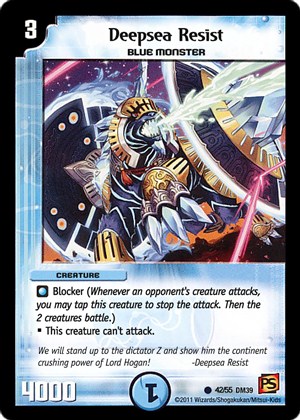 3
Deepsea Resist
BLUE MONSTER
CREATURE
Blocker (Whenever an opponent's creature attacks,
you may tap this creature to stop the attack. Then the
2 creatures battle.)
This creature can't attack.
We will stand up to the dictator Z and show him the continent
crushing power of Lord Hogan! -Deepsea Resist
4000
1
42/55 DM39
©2011 Wizards/Shogakukan/Mitsui-Kids
PS